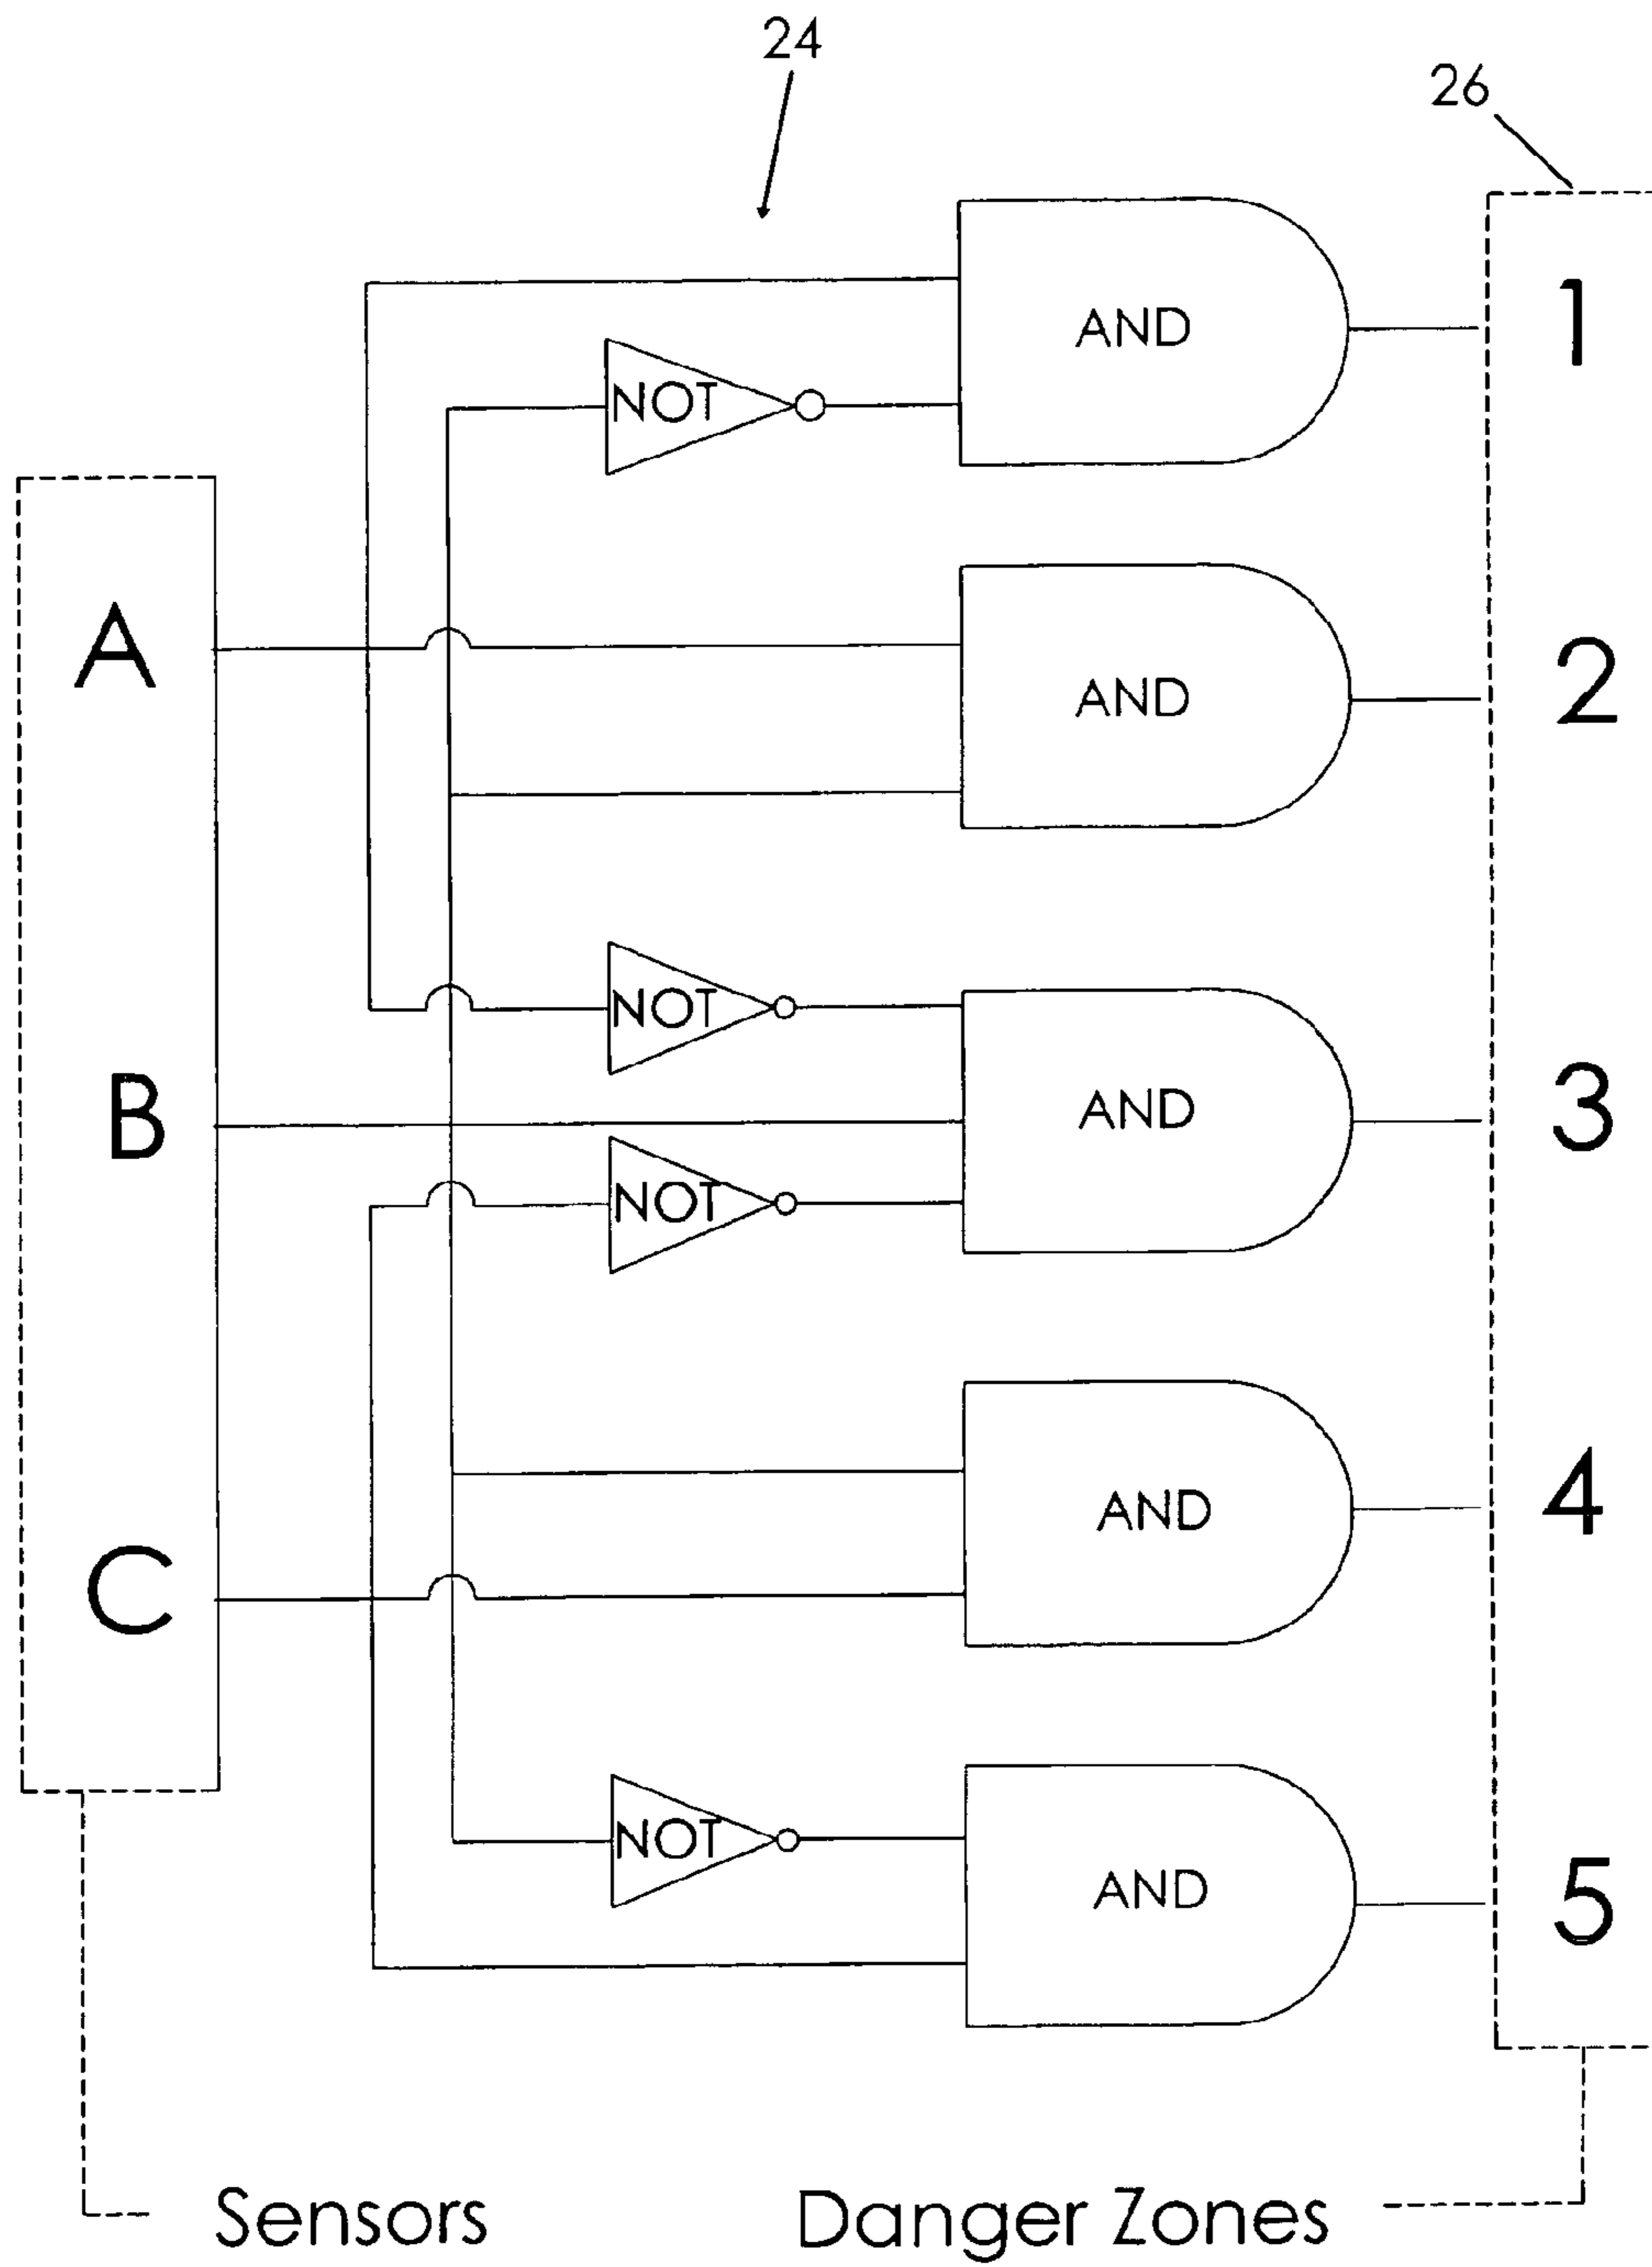 24
26
AND
1
NOT
A
AND
2
NOT
B
AND
3
NOT
C
AND
4
NOT
AND
5
Sensors
Danger Zones